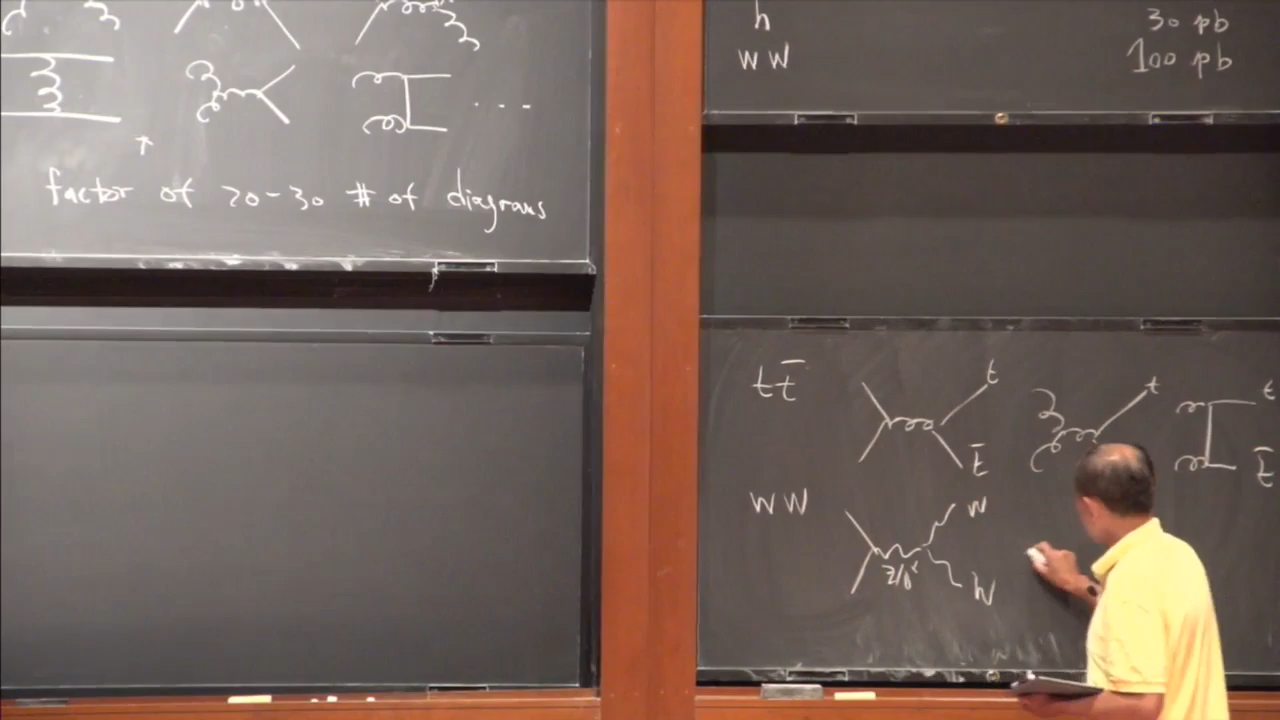 factor of 20-30 # of diagrams
h 30 pb
WW 100 pb
tt̄ t t̄ t t t̄
WW W Z/γ* W